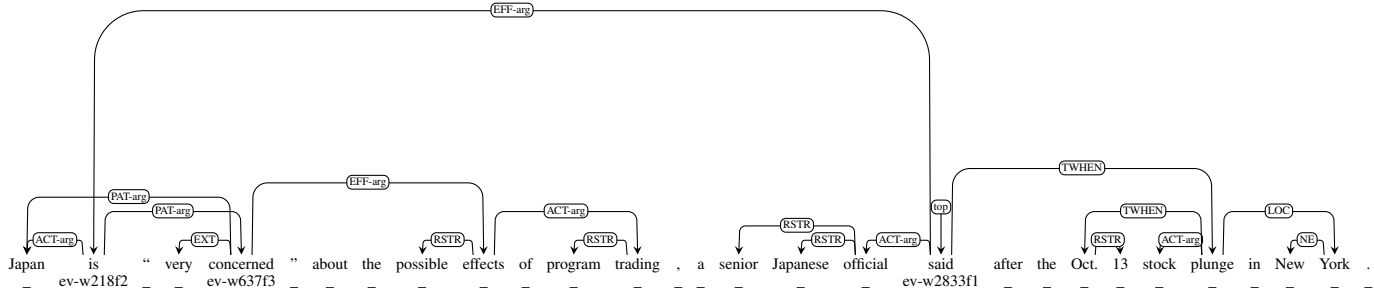 EFF-arg
TWHEN
EFF-arg
PAT-arg
PAT-arg ACT-arg top TWHEN LOC
RSTR
ACT-arg EXT RSTR RSTR RSTR ACT-arg RSTR ACT-arg NE
Japan is “ very concerned ” about the possible effects of program trading , a senior Japanese official said after the Oct. 13 stock plunge in New York .
_ ev-w218f2 _ _ ev-w637f3 _ _ _ _ _ _ _ _ _ _ _ _ _ ev-w2833f1 _ _ _ _ _ _ _ _ _ _